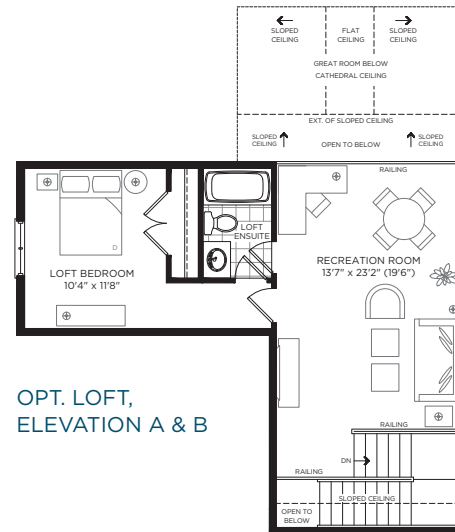 SLOPED
CEILING
FLAT
CEILING
SLOPED
CEILING
GREAT ROOM BELOW
CATHEDRAL CEILING
EXT. OF SLOPED CEILING
SLOPED
CEILING
OPEN TO BELOW
SLOPED
CEILING
RAILING
LOFT
ENSUITE
D
LOFT BEDROOM
10'4" x 11'8"
RECREATION ROOM
13'7" x 23'2" (19'6")
OPT. LOFT,
ELEVATION A & B
RAILING
DN
RAILING
SLOPED CEILING
OPEN TO
BELOW